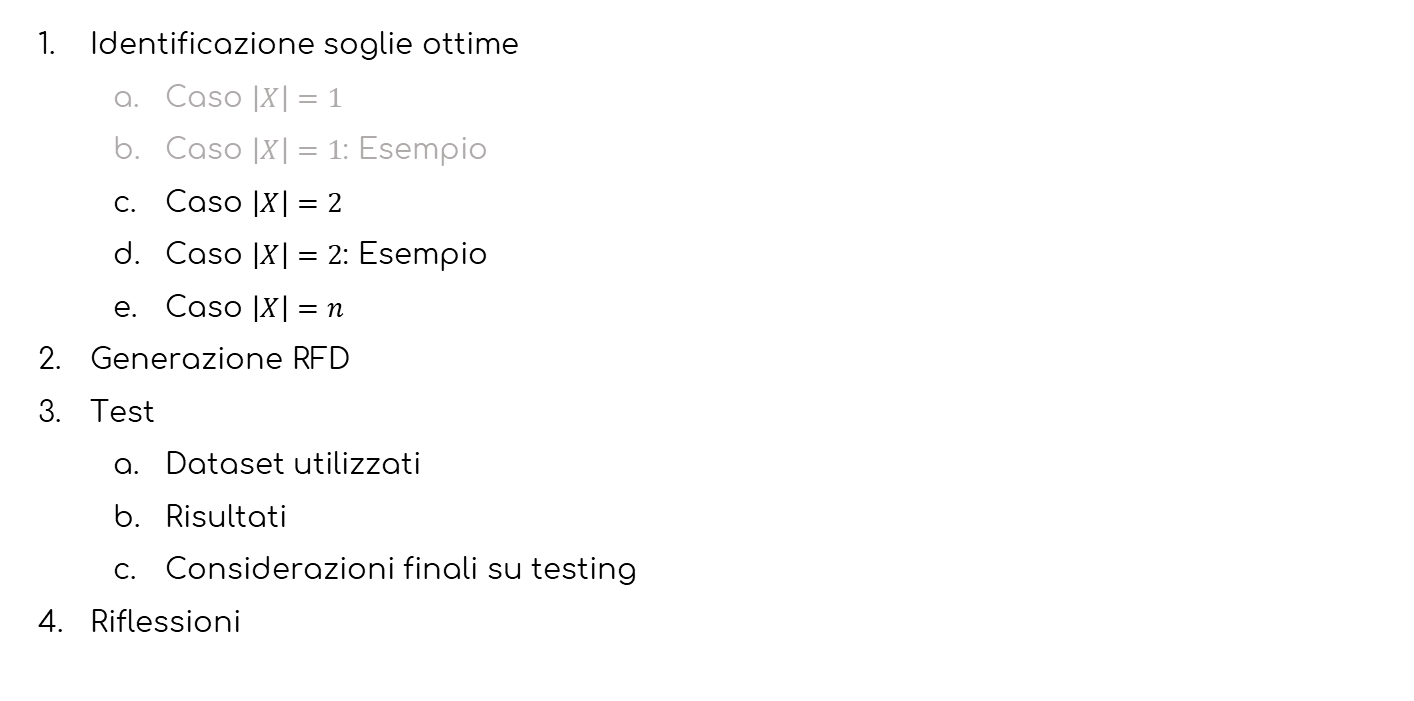 1. Identificazione soglie ottime
a. Caso |X| = 1
b. Caso |X| = 1: Esempio
c. Caso |X| = 2
d. Caso |X| = 2: Esempio
e. Caso |X| = n
2. Generazione RFD
3. Test
a. Dataset utilizzati
b. Risultati
c. Considerazioni finali su testing
4. Riflessioni